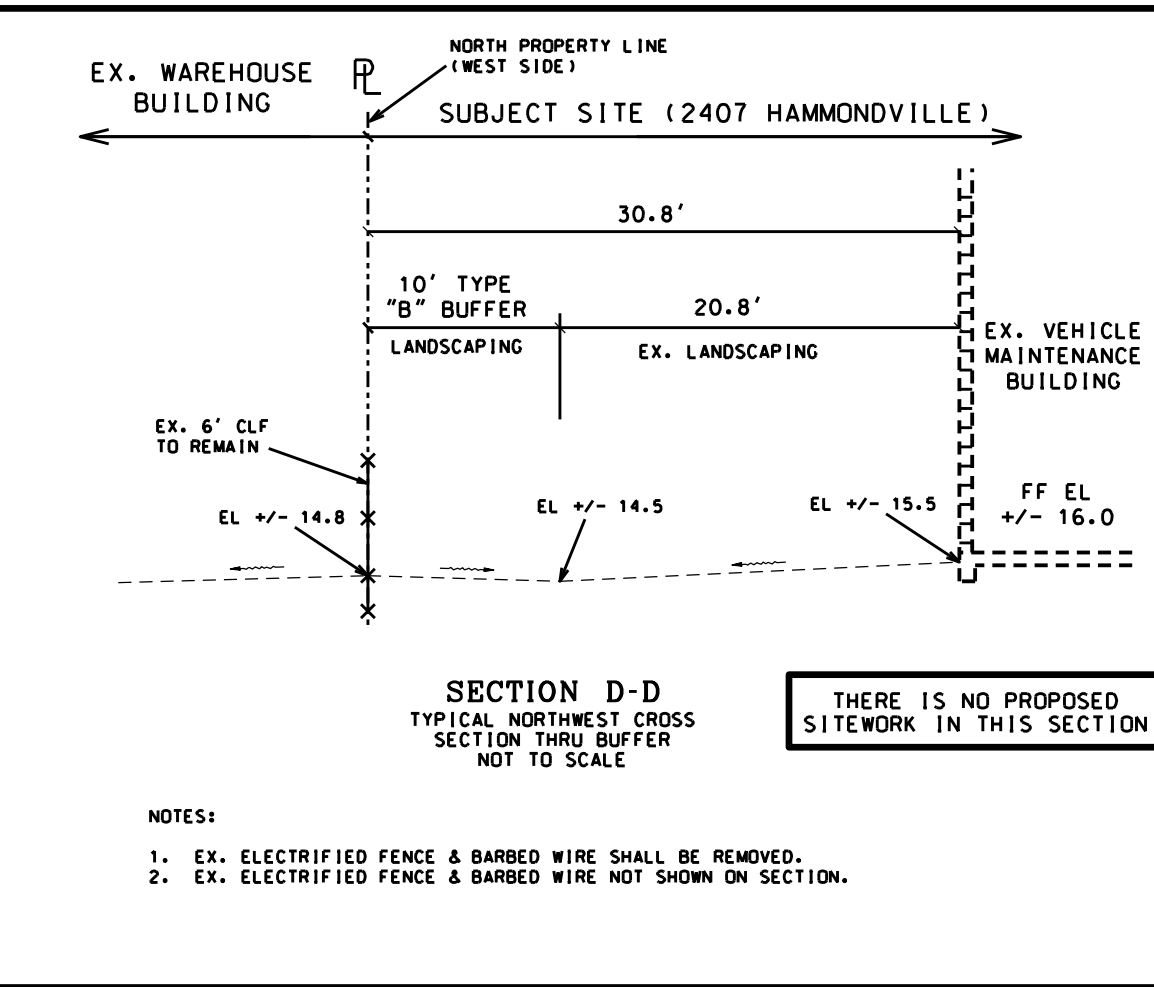 NORTH PROPERTY LINE
(WEST SIDE)
EX. WAREHOUSE
BUILDING
PL
SUBJECT SITE (2407 HAMMONDVILLE)
30.8'
10' TYPE
"B" BUFFER
LANDSCAPING
20.8'
EX. LANDSCAPING
EX. VEHICLE
MAINTENANCE
BUILDING
EX. 6' CLF
TO REMAIN
EL +/- 14.8
EL +/- 14.5
EL +/- 15.5
FF EL
+/- 16.0
SECTION D-D
TYPICAL NORTHWEST CROSS
SECTION THRU BUFFER
NOT TO SCALE
THERE IS NO PROPOSED
SITEWORK IN THIS SECTION
NOTES:
1. EX. ELECTRIFIED FENCE & BARBED WIRE SHALL BE REMOVED.
2. EX. ELECTRIFIED FENCE & BARBED WIRE NOT SHOWN ON SECTION.